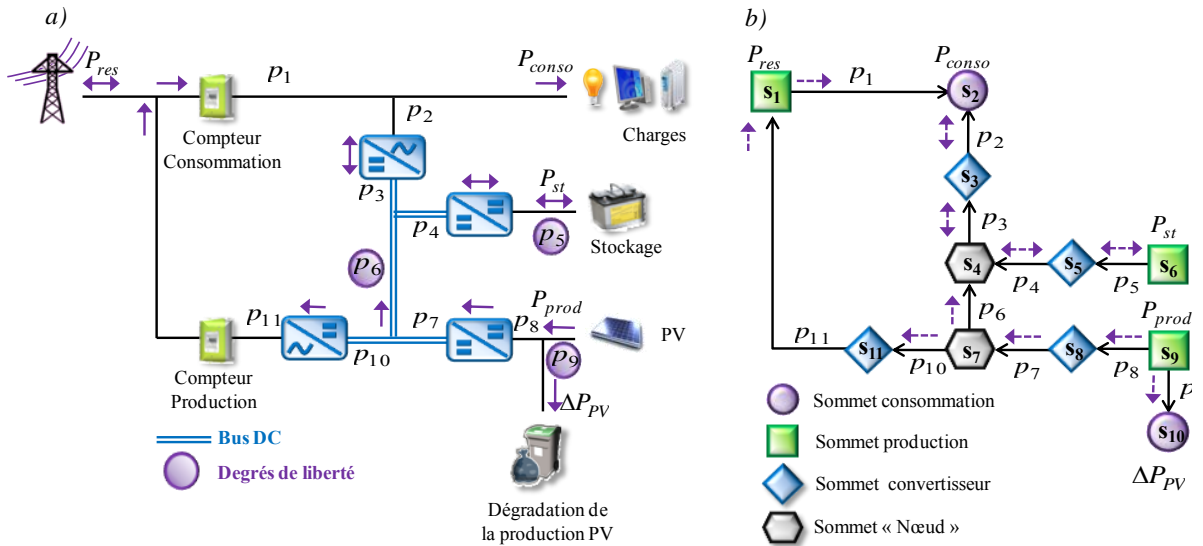 a)
P_res
p_1
P_conso
Compteur
Consommation
Charges
p_2
p_3
P_st
p_4
p_5
Stockage
p_6
P_prod
p_11
p_7
p_8
PV
p_10
p_9
Compteur
Production
ΔP_PV
Bus DC
Degrés de liberté
Dégradation de
la production PV
b)
P_res
P_conso
p_1
s_1
s_2
p_2
s_3
p_3
P_st
s_4
s_5
s_6
p_4
p_5
p_6
P_prod
p_11
s_11
s_7
s_8
s_9
p_10
p_7
p_8
p
Sommet consommation
s_10
Sommet production
ΔP_PV
Sommet convertisseur
Sommet « Nœud »